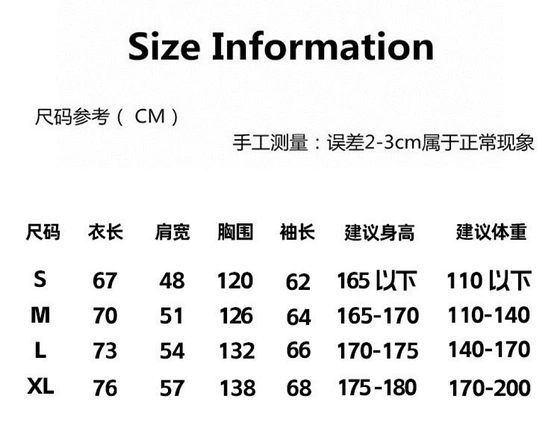 Size Information
尺码参考（ CM ）
手工测量：误差2-3cm属于正常现象
尺码 衣长 肩宽 胸围 袖长 建议身高 建议体重
S 67 48 120 62 165 以下 110 以下
M 70 51 126 64 165-170 110-140
L 73 54 132 66 170-175 140-170
XL 76 57 138 68 175-180 170-200